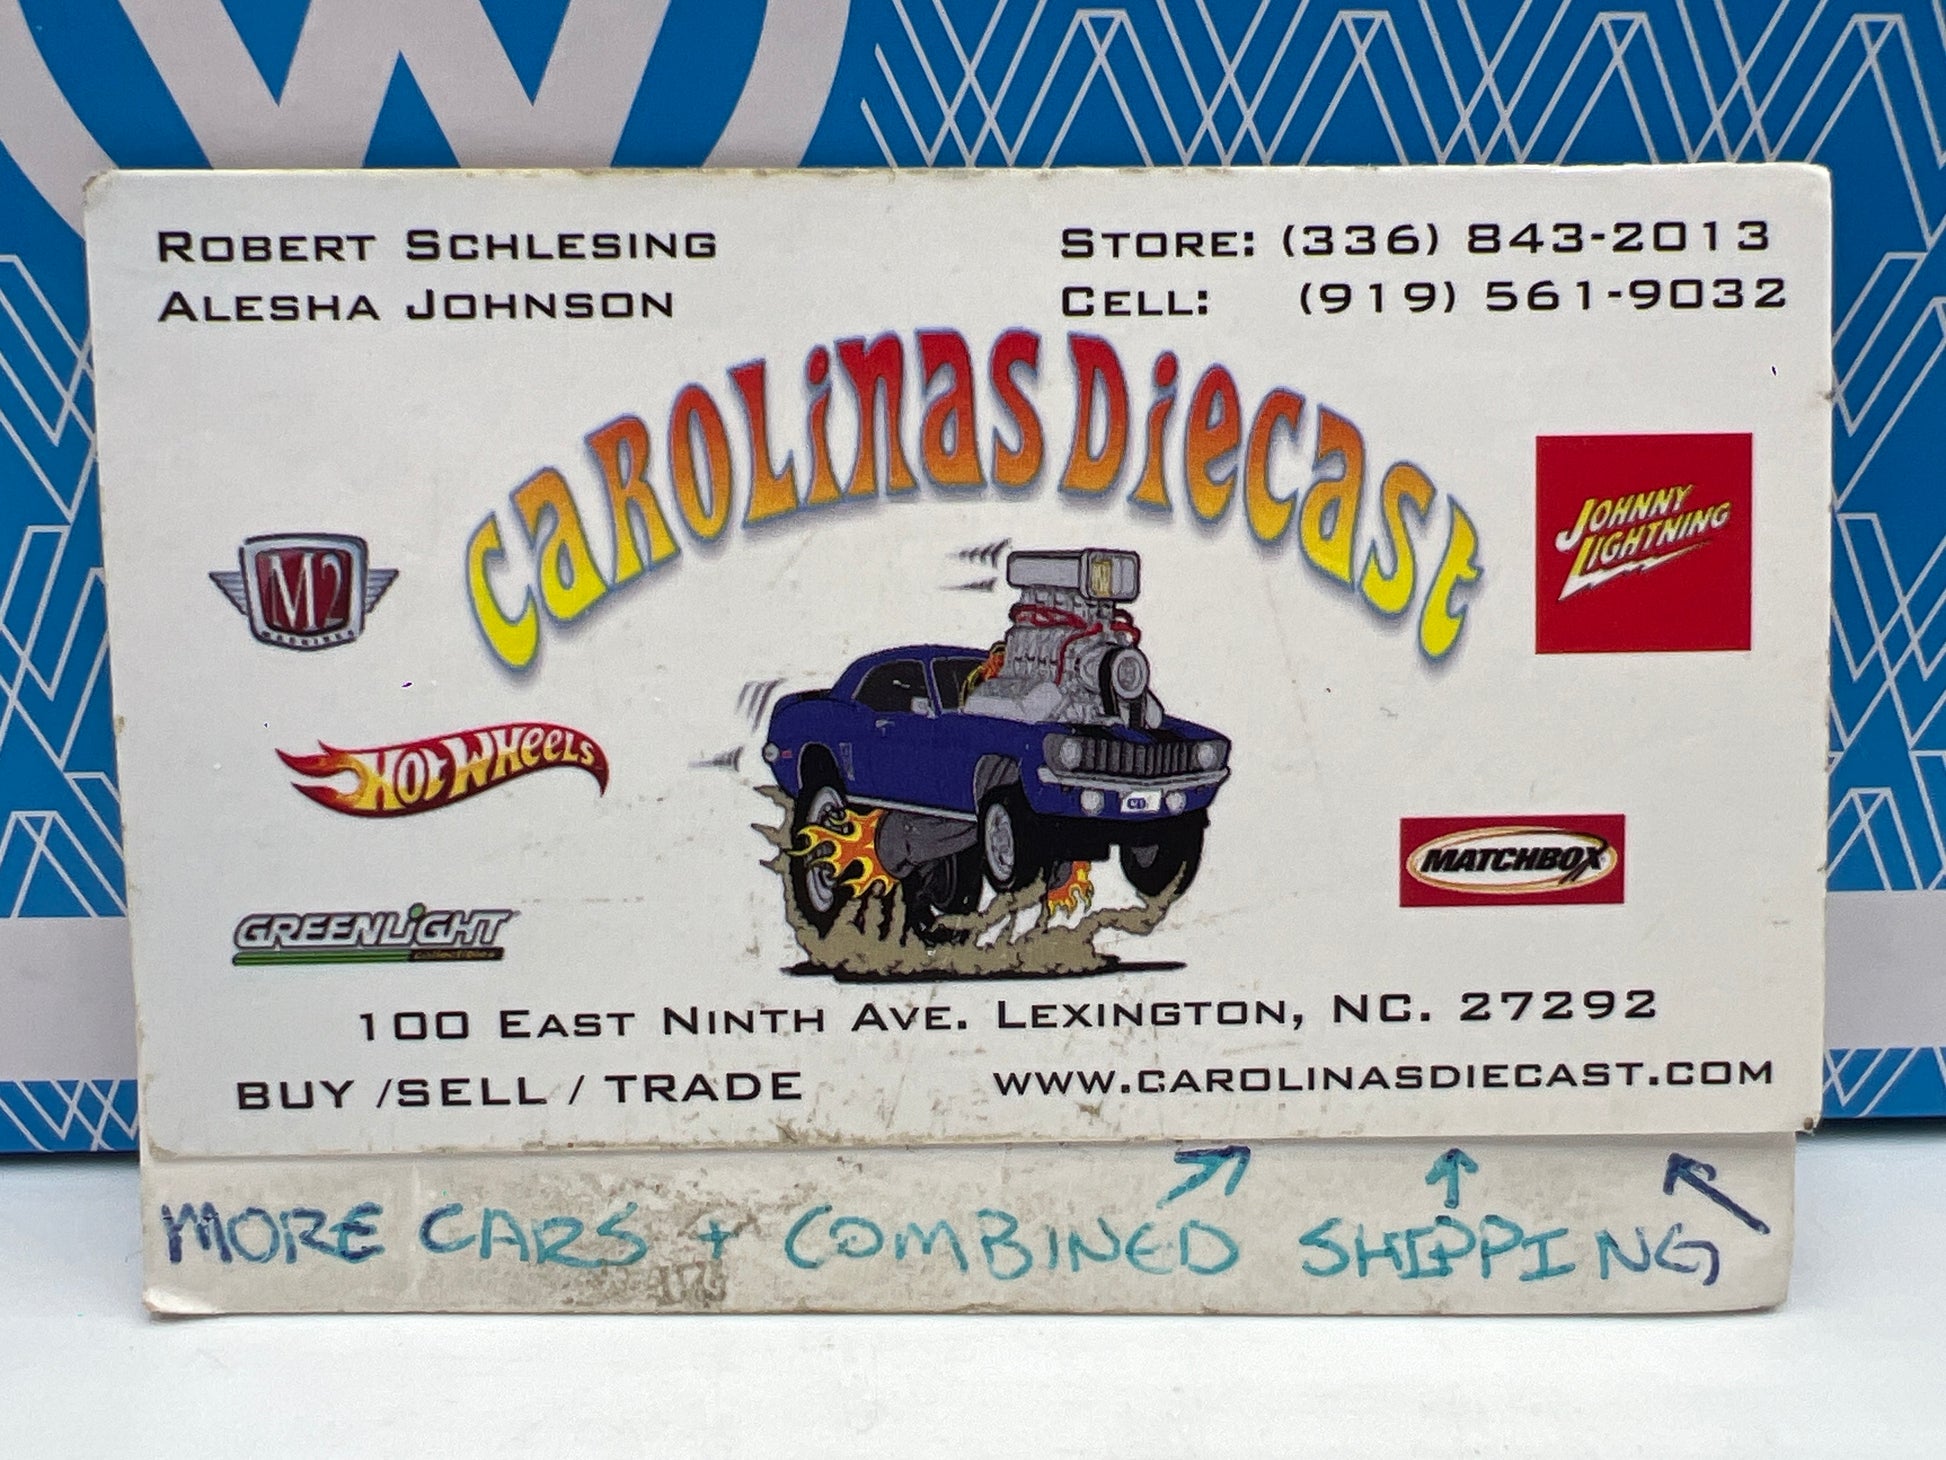 ROBERT SCHLESING
ALESHA JOHNSON
STORE: (336) 843-2013
CELL: (919) 561-9032
CAROLINAS DIECAST
M2
MACHINES
JOHNNY
LIGHTNING
HOT WHEELS
MATCHBOX
GREENLIGHT
collectibles
100 EAST NINTH AVE. LEXINGTON, NC. 27292
BUY /SELL / TRADE
WWW.CAROLINASDIECAST.COM
MORE CARS + COMBINED SHIPPING